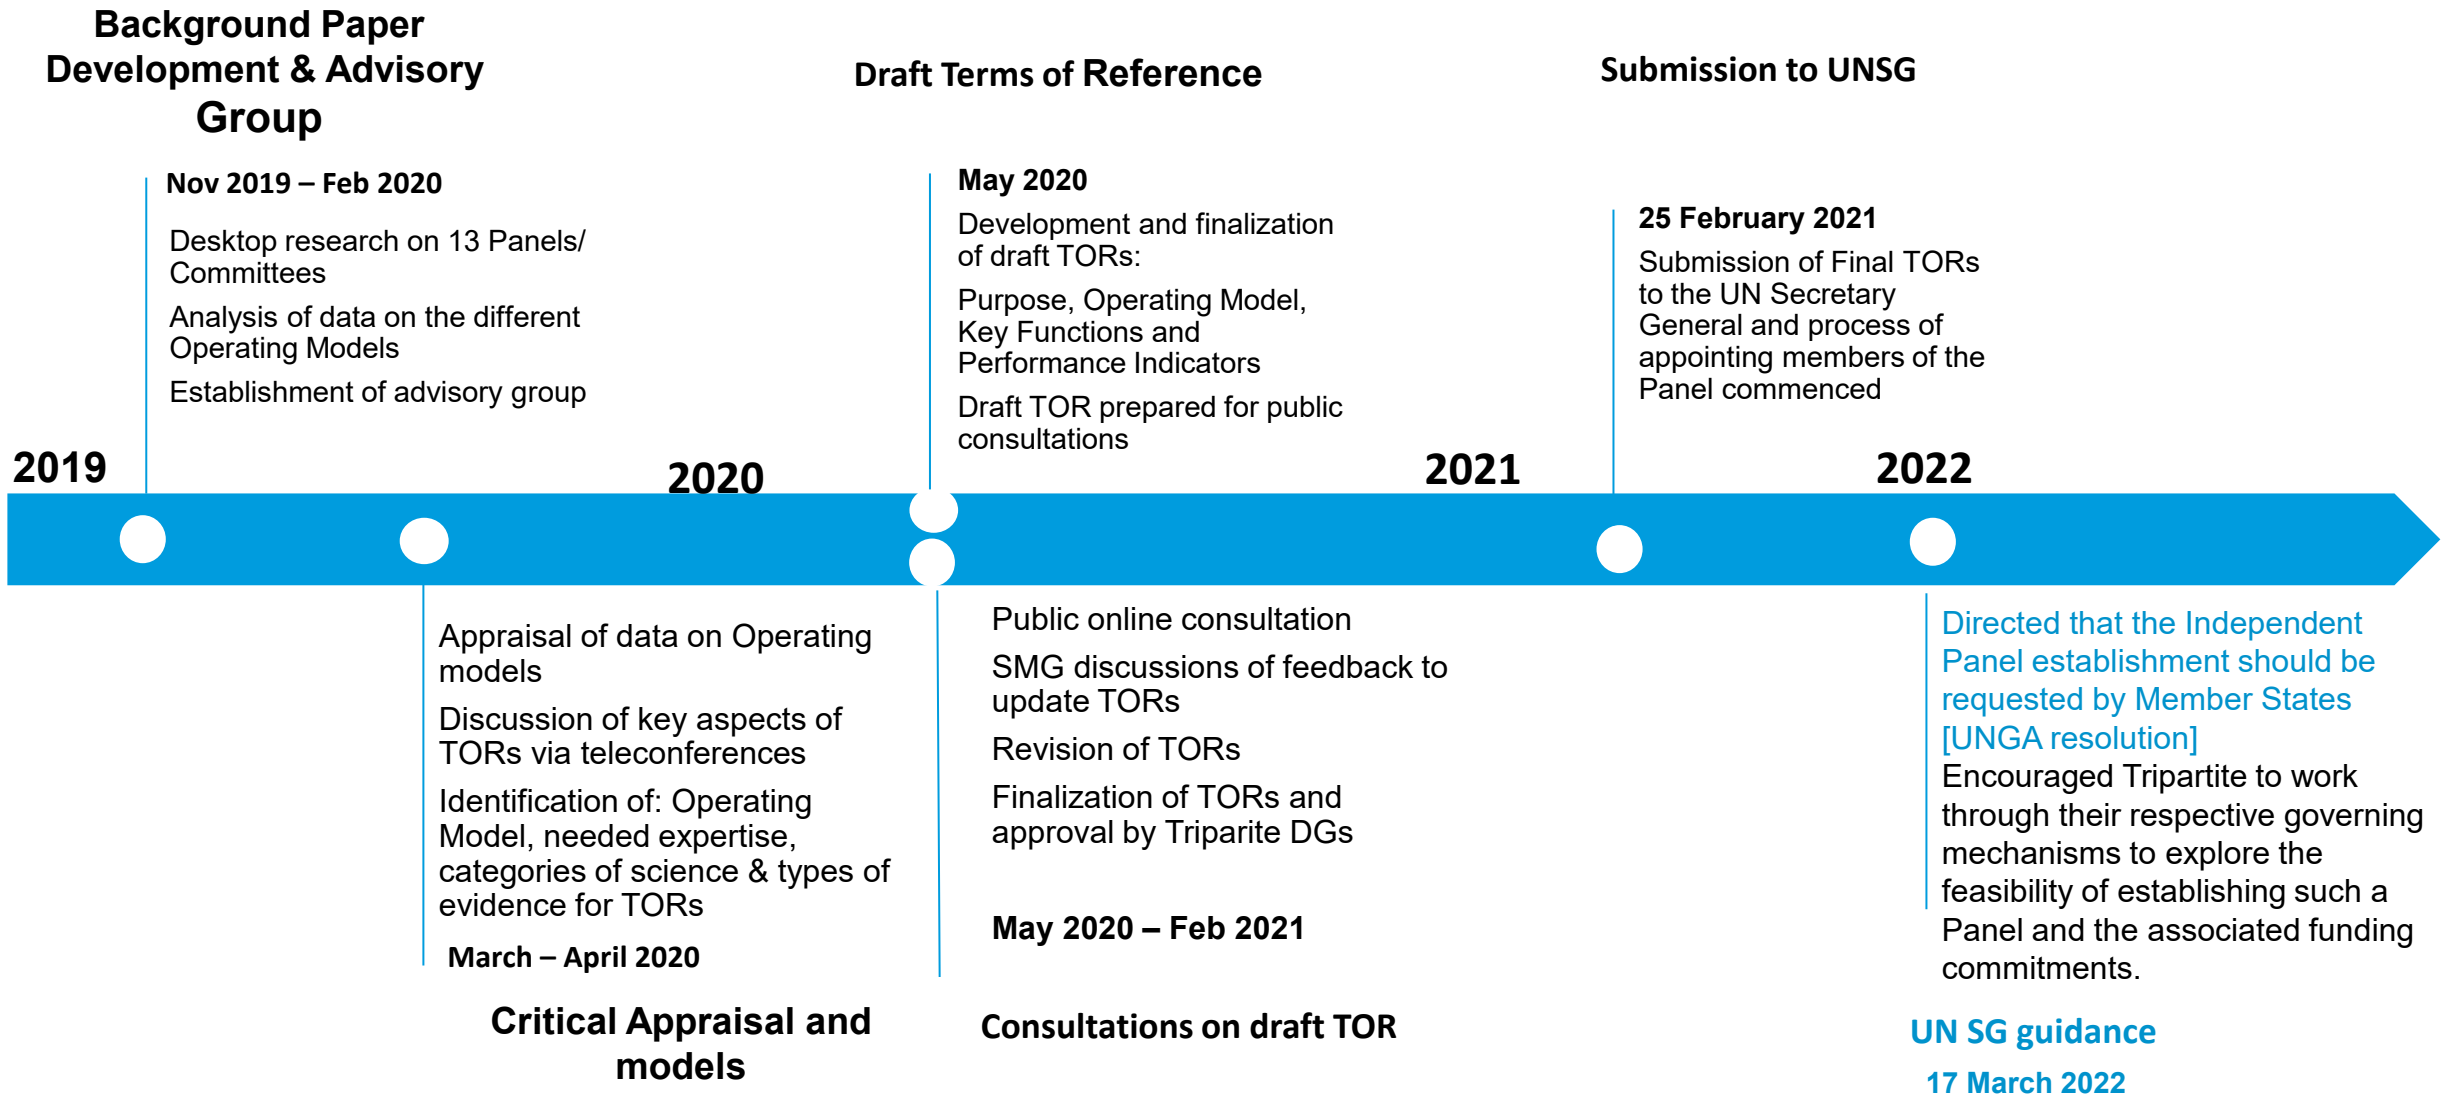 Background Paper
Development & Advisory
Group
Nov 2019 – Feb 2020
Desktop research on 13 Panels/
Committees
Analysis of data on the different
Operating Models
Establishment of advisory group
Draft Terms of Reference
May 2020
Development and finalization
of draft TORs:
Purpose, Operating Model,
Key Functions and
Performance Indicators
Draft TOR prepared for public
consultations
Submission to UNSG
25 February 2021
Submission of Final TORs
to the UN Secretary
General and process of
appointing members of the
Panel commenced
2019
2020
2021
2022
Appraisal of data on Operating
models
Discussion of key aspects of
TORs via teleconferences
Identification of: Operating
Model, needed expertise,
categories of science & types of
evidence for TORs
March – April 2020
Critical Appraisal and
models
Public online consultation
SMG discussions of feedback to
update TORs
Revision of TORs
Finalization of TORs and
approval by Triparite DGs
May 2020 – Feb 2021
Consultations on draft TOR
Directed that the Independent
Panel establishment should be
requested by Member States
[UNGA resolution]
Encouraged Tripartite to work
through their respective governing
mechanisms to explore the
feasibility of establishing such a
Panel and the associated funding
commitments.
UN SG guidance
17 March 2022